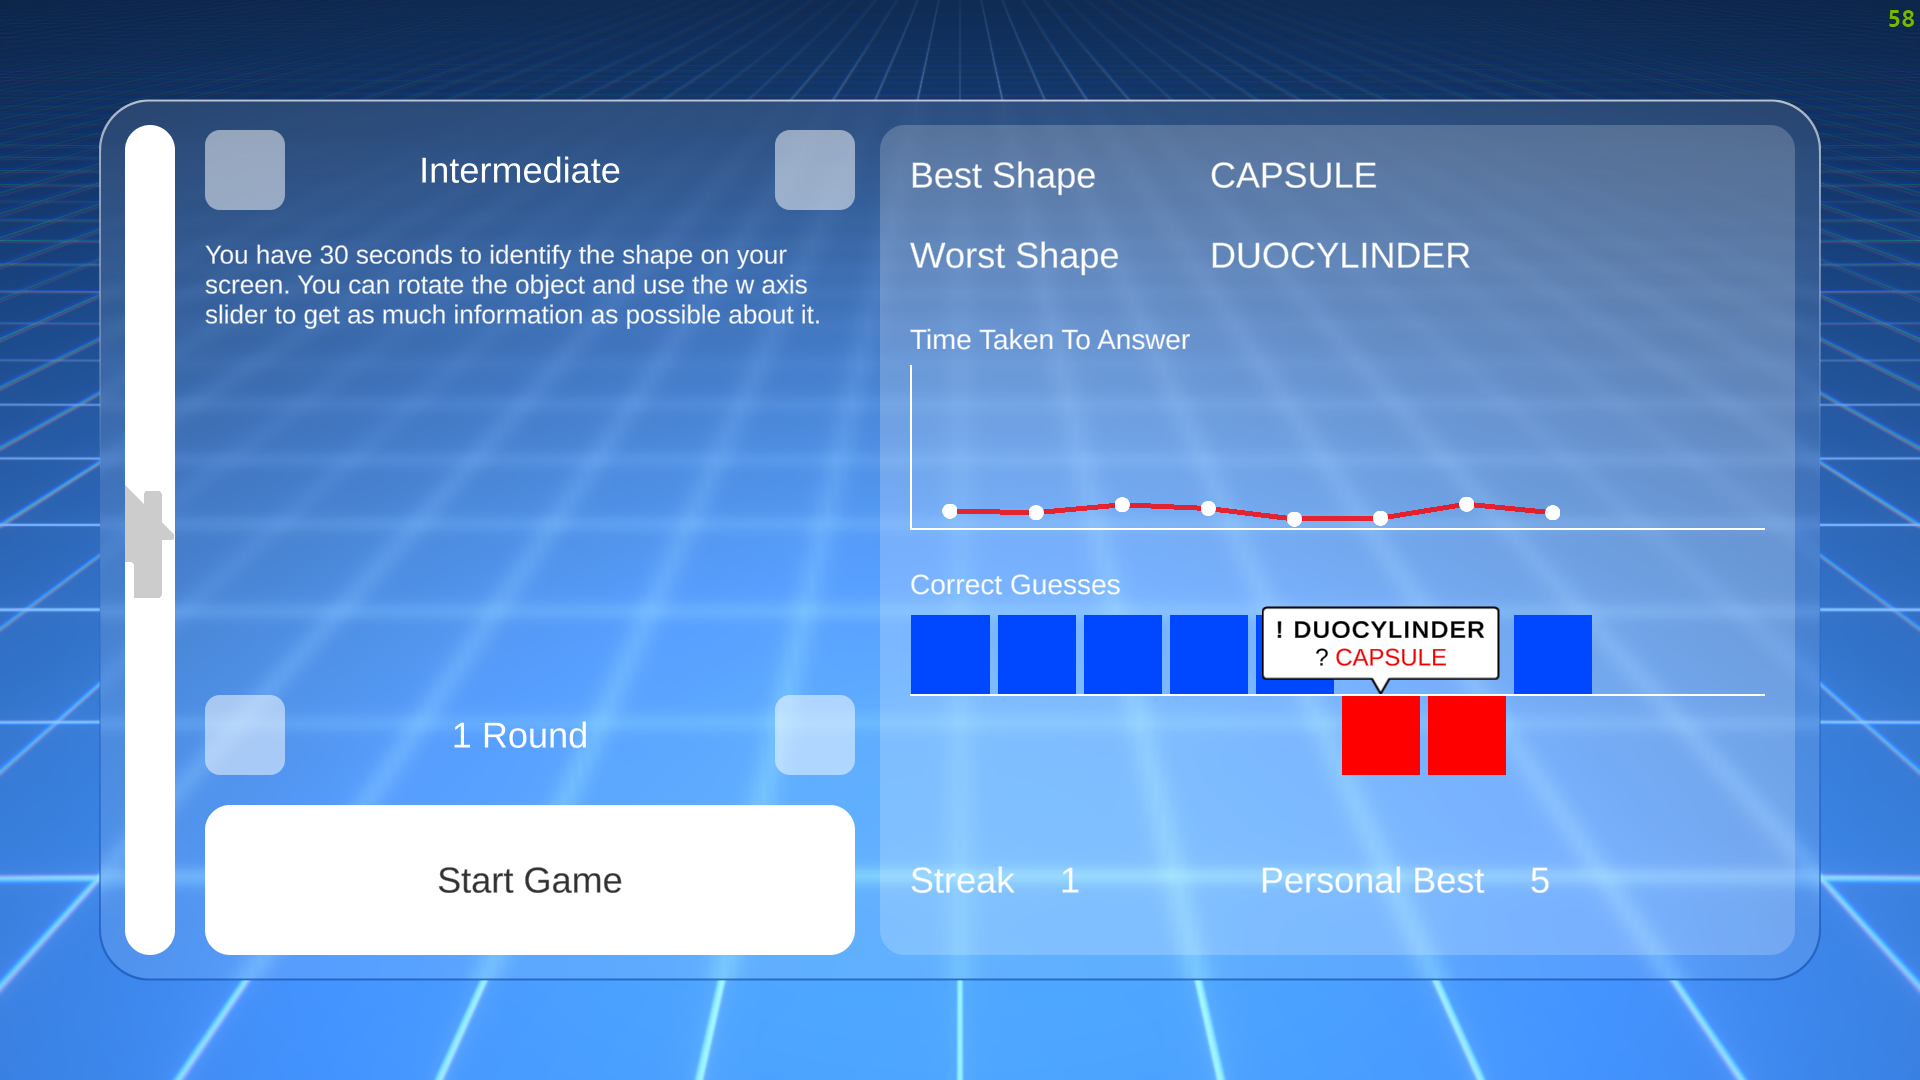 58
Intermediate
You have 30 seconds to identify the shape on your
screen. You can rotate the object and use the w axis
slider to get as much information as possible about it.
1 Round
Start Game
Best Shape CAPSULE
Worst Shape DUOCYLINDER
Time Taken To Answer
Correct Guesses
! DUOCYLINDER
? CAPSULE
Streak 1 Personal Best 5